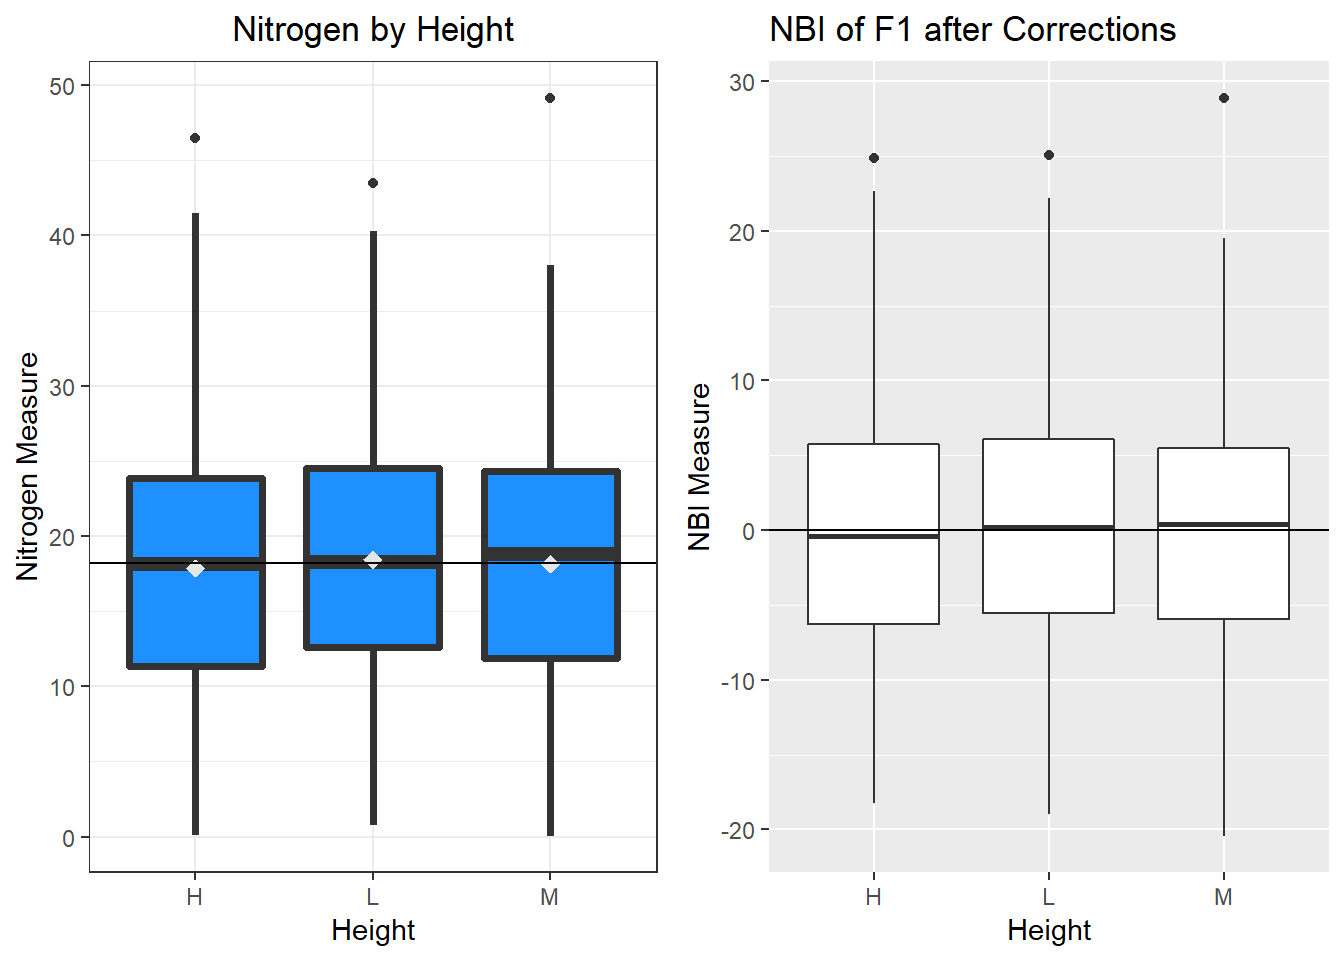 Nitrogen by Height
Nitrogen Measure
50
40
30
20
10
0
H L M
Height
NBI of F1 after Corrections
NBI Measure
30
20
10
0
-10
-20
H L M
Height